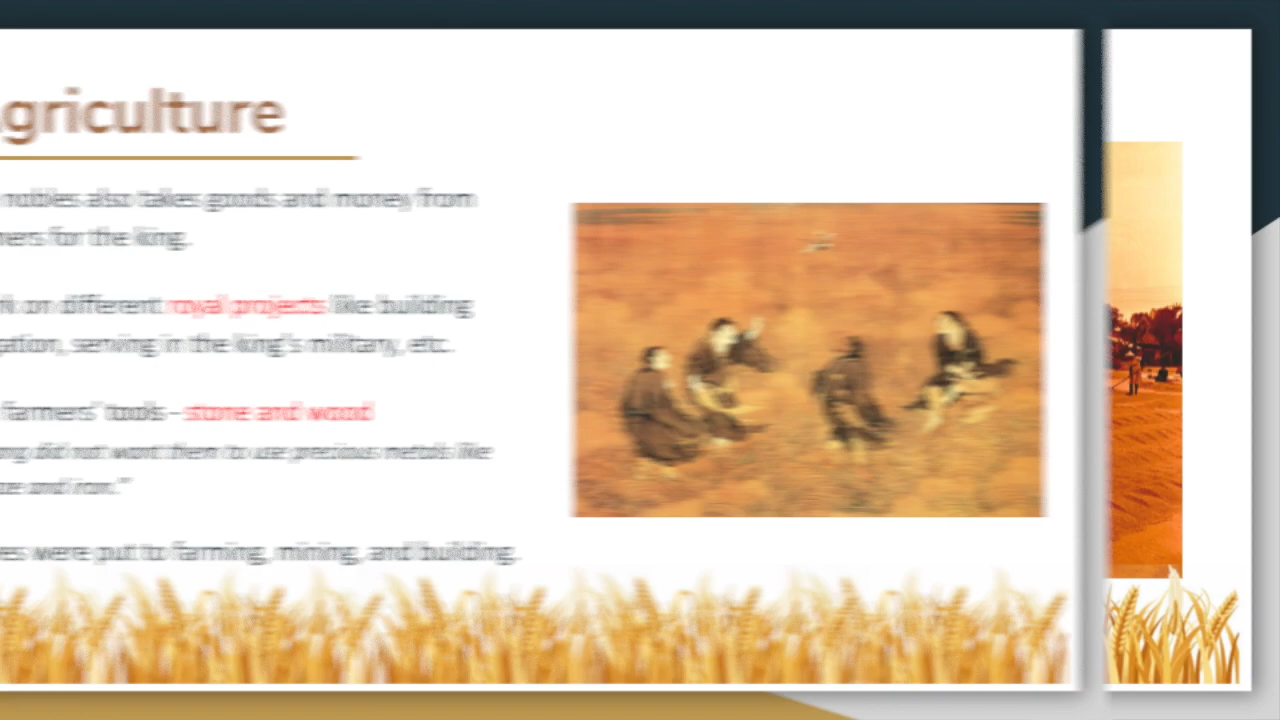 griculture
nobles also takes goods and money from
ers for the king.
on different royal projects like building
ation, serving in the king's military, etc.
farmers' tools - stone and wood
ng did not want them to use precious metals like
ze and iron."
es were put to farming, mining, and building.